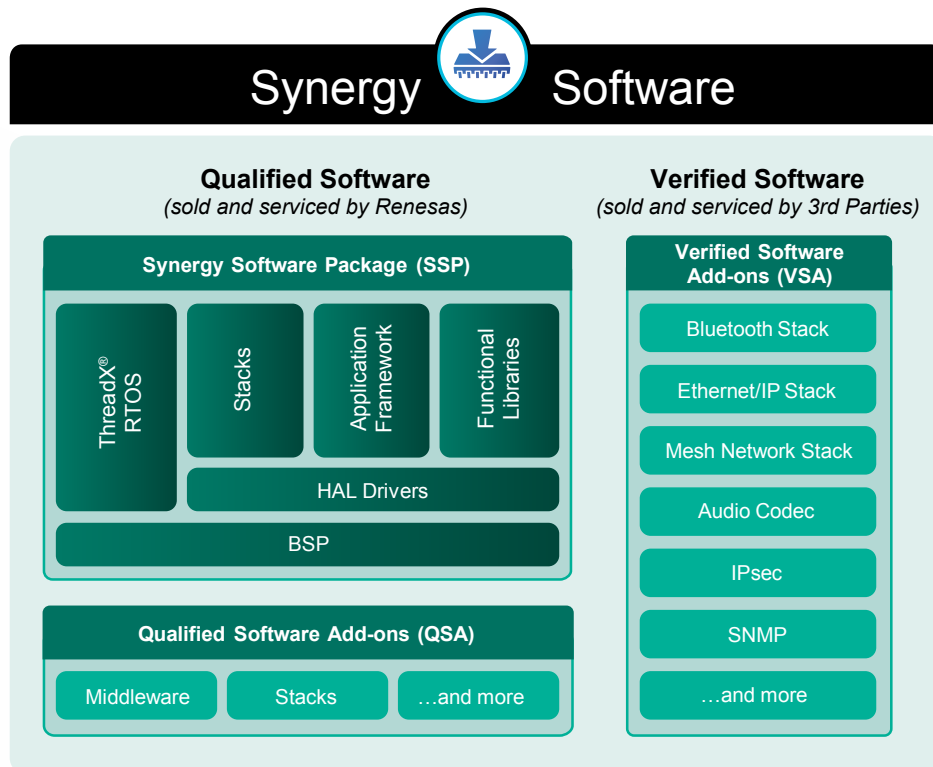 Synergy Software
Qualified Software
(sold and serviced by Renesas)
Synergy Software Package (SSP)
ThreadX®
RTOS
Stacks
Application
Framework
Functional
Libraries
HAL Drivers
BSP
Qualified Software Add-ons (QSA)
Middleware
Stacks
…and more
Verified Software
(sold and serviced by 3rd Parties)
Verified Software
Add-ons (VSA)
Bluetooth Stack
Ethernet/IP Stack
Mesh Network Stack
Audio Codec
IPsec
SNMP
…and more